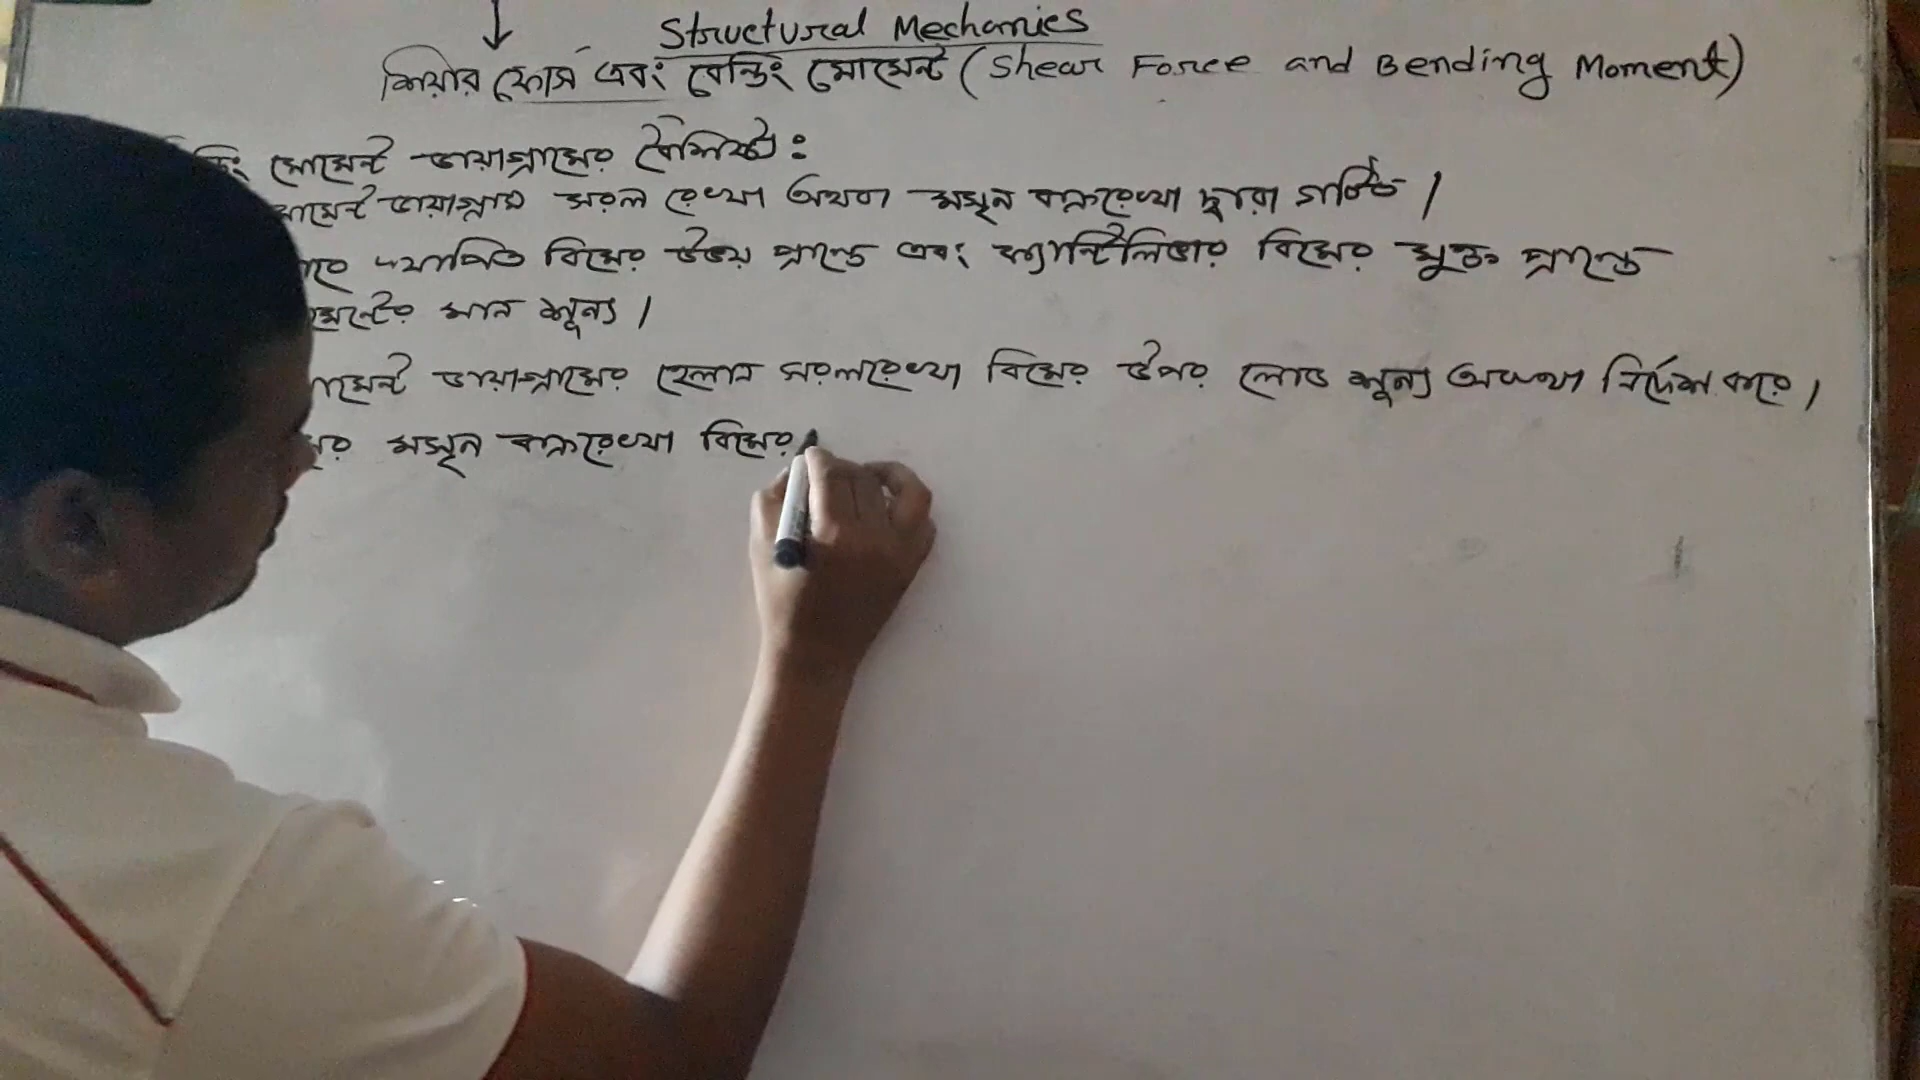 Structural Mechanics
শিয়ার ফোর্স এবং বেন্ডিং মোমেন্ট (Shear Force and Bending Moment)
মোমেন্ট ডায়াগ্রামের বৈশিষ্ট্য :
ডায়াগ্রাম সরল রেখা অথবা মসৃন বক্ররেখা দ্বারা গঠিত।
স্থাপিত বিমের উভয় প্রান্তে এবং ক্যান্টিলিভার বিমের মুক্ত প্রান্তে
মান শূন্য।
ডায়াগ্রামের হেলান সরলরেখা বিমের উপর লোড শূন্য অবস্থা নির্দেশ করে।
মসৃন বক্ররেখা বিমের